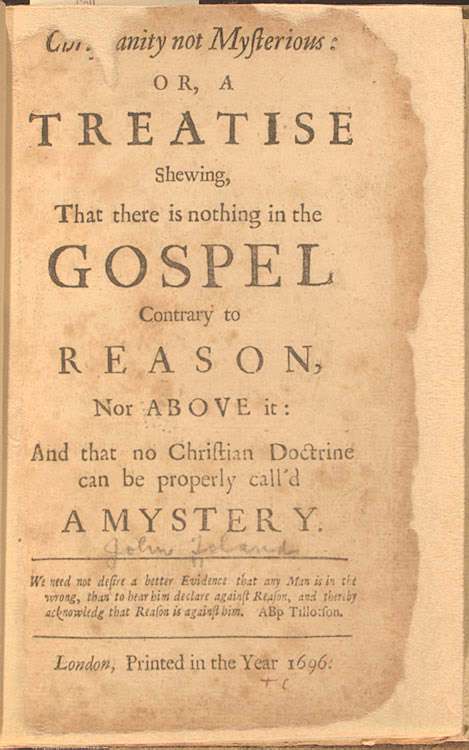 anity not Myſterious:
OR, A
TREATISE
Shewing,
That there is nothing in the
GOSPEL
Contrary to
REASON,
Nor ABOVE it:
And that no Chriſtian Doctrine
can be properly call'd
A MYSTERY.
John Toland
We need not deſire a better Evidence that any Man is in the
wrong, than to hear him declare againſt Reaſon, and thereby
acknowledg that Reaſon is againſt him. ABp Tillotſon.
London, Printed in the Year 1696.